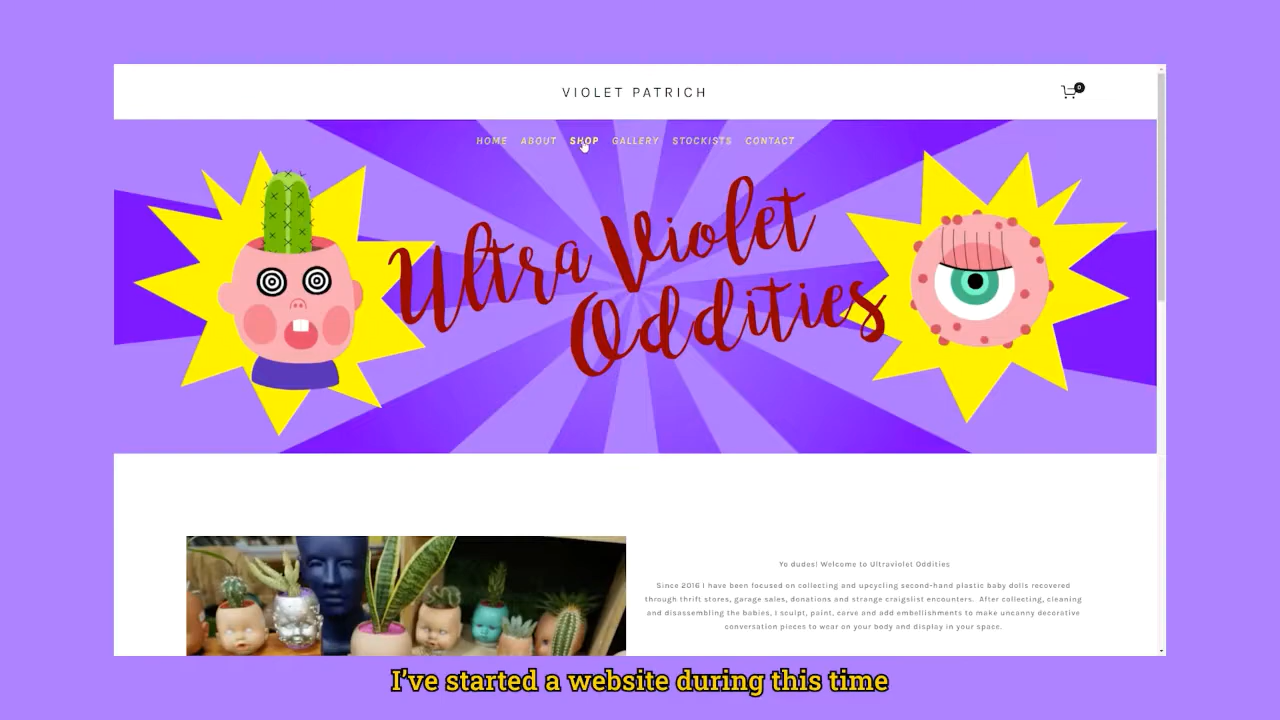 VIOLET PATRICH
0
HOME ABOUT SHOP GALLERY STOCKISTS CONTACT
Ultra Violet
Oddities
Yo dudes! Welcome to Ultraviolet Oddities
Since 2016 I have been focused on collecting and upcycling second-hand plastic baby dolls recovered
through thrift stores, garage sales, donations and strange craigslist encounters. After collecting, cleaning
and disassembling the babies, I sculpt, paint, carve and add embellishments to make uncanny decorative
conversation pieces to wear on your body and display in your space.
I've started a website during this time